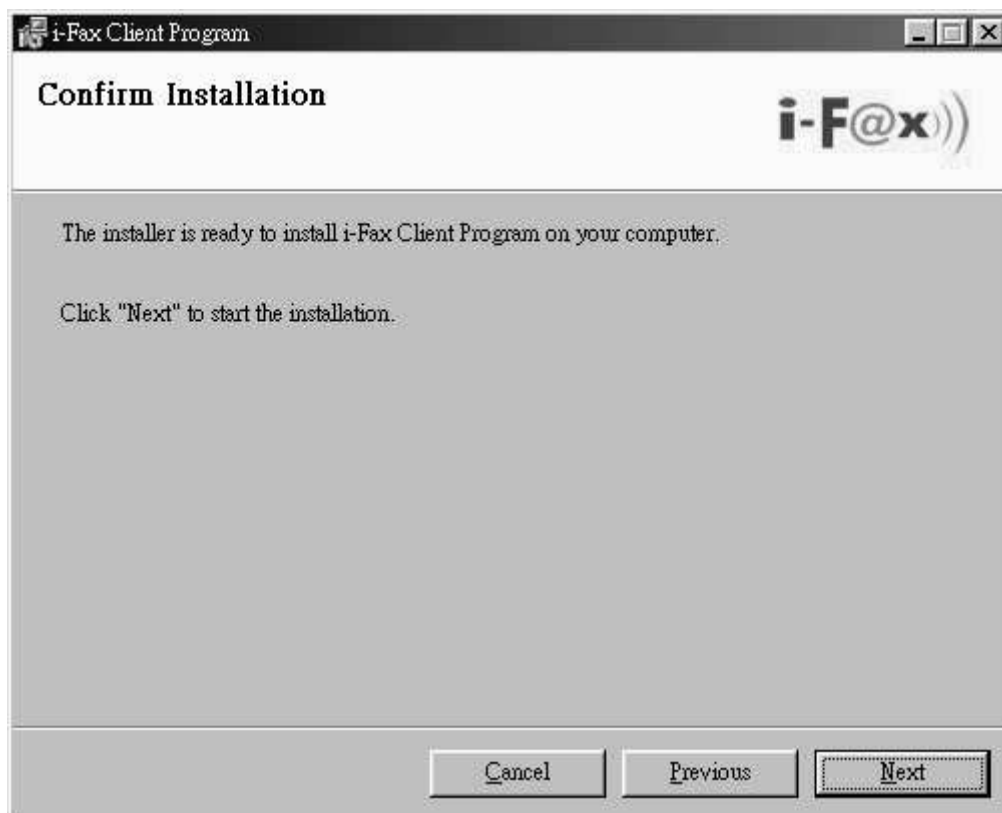 i-Fax Client Program
Confirm Installation
i-F@x
The installer is ready to install i-Fax Client Program on your computer.
Click "Next" to start the installation.
Cancel
Previous
Next